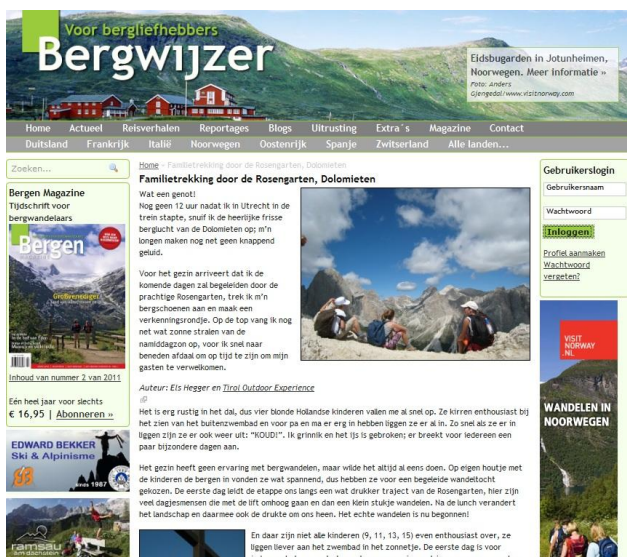 Voor bergliefhebbers
Bergwijzer
Eidsbugarden in Jotunheimen,
Noorwegen. Meer informatie »
Foto: Anders
Gjengedal/www.visitnorway.com
Home Actueel Reisverhalen Reportages Blogs Uitrusting Extra´s Magazine Contact
Duitsland Frankrijk Italië Noorwegen Oostenrijk Spanje Zwitserland Alle landen...
Zoeken...
Bergen Magazine
Tijdschrift voor
bergwandelaars
Bergen
Großvenediger
Inhoud van nummer 2 van 2011
Eén heel jaar voor slechts
€ 16,95 | Abonneren »
EDWARD BEKKER
Ski & Alpinisme
sinds 1987
ramsau
am dachstein
Home » Familietrekking door de Rosengarten, Dolomieten
Familietrekking door de Rosengarten, Dolomieten
Wat een genot!
Nog geen 12 uur nadat ik in Utrecht in de
trein stapte, snuif ik de heerlijke frisse
berglucht van de Dolomieten op; m'n
longen maken nog net geen knappend
geluid.
Voor het gezin arriveert dat ik de
komende dagen zal begeleiden door de
prachtige Rosengarten, trek ik m'n
bergschoenen aan en maak een
verkenningsrondje. Op de top vang ik nog
net wat zonne stralen van de
namiddagzon op, voor ik snel naar
beneden afdaal om op tijd te zijn om mijn
gasten te verwelkomen.
Auteur: Els Hegger en Tirol Outdoor Experience
Het is erg rustig in het dal, dus vier blonde Hollandse kinderen vallen me al snel op. Ze kirren enthousiast bij
het zien van het buitenzwembad en voor pa en ma er erg in hebben liggen ze er al in. Zo snel als ze er in
liggen zijn ze er ook weer uit: "KOUD!". Ik grinnik en het ijs is gebroken; er breekt voor iedereen een
paar bijzondere dagen aan.
Het gezin heeft geen ervaring met bergwandelen, maar wilde het altijd al eens doen. Op eigen houtje met
de kinderen de bergen in vonden ze wat spannend, dus hebben ze voor een begeleide wandeltocht
gekozen. De eerste dag leidt de etappe ons langs een wat drukker traject van de Rosengarten, hier zijn
veel dagjesmensen die met de lift omhoog gaan en dan een klein stukje wandelen. Na de lunch verandert
het landschap en daarmee ook de drukte om ons heen. Het echte wandelen is nu begonnen!
En daar zijn niet alle kinderen (9, 11, 13, 15) even enthousiast over, ze
liggen liever aan het zwembad in het zonnetje. De eerste dag is voor
Gebruikerslogin
Gebruikersnaam
Wachtwoord
Inloggen
Profiel aanmaken
Wachtwoord
vergeten?
VISIT
NORWAY
.NL
WANDELEN IN
NOORWEGEN